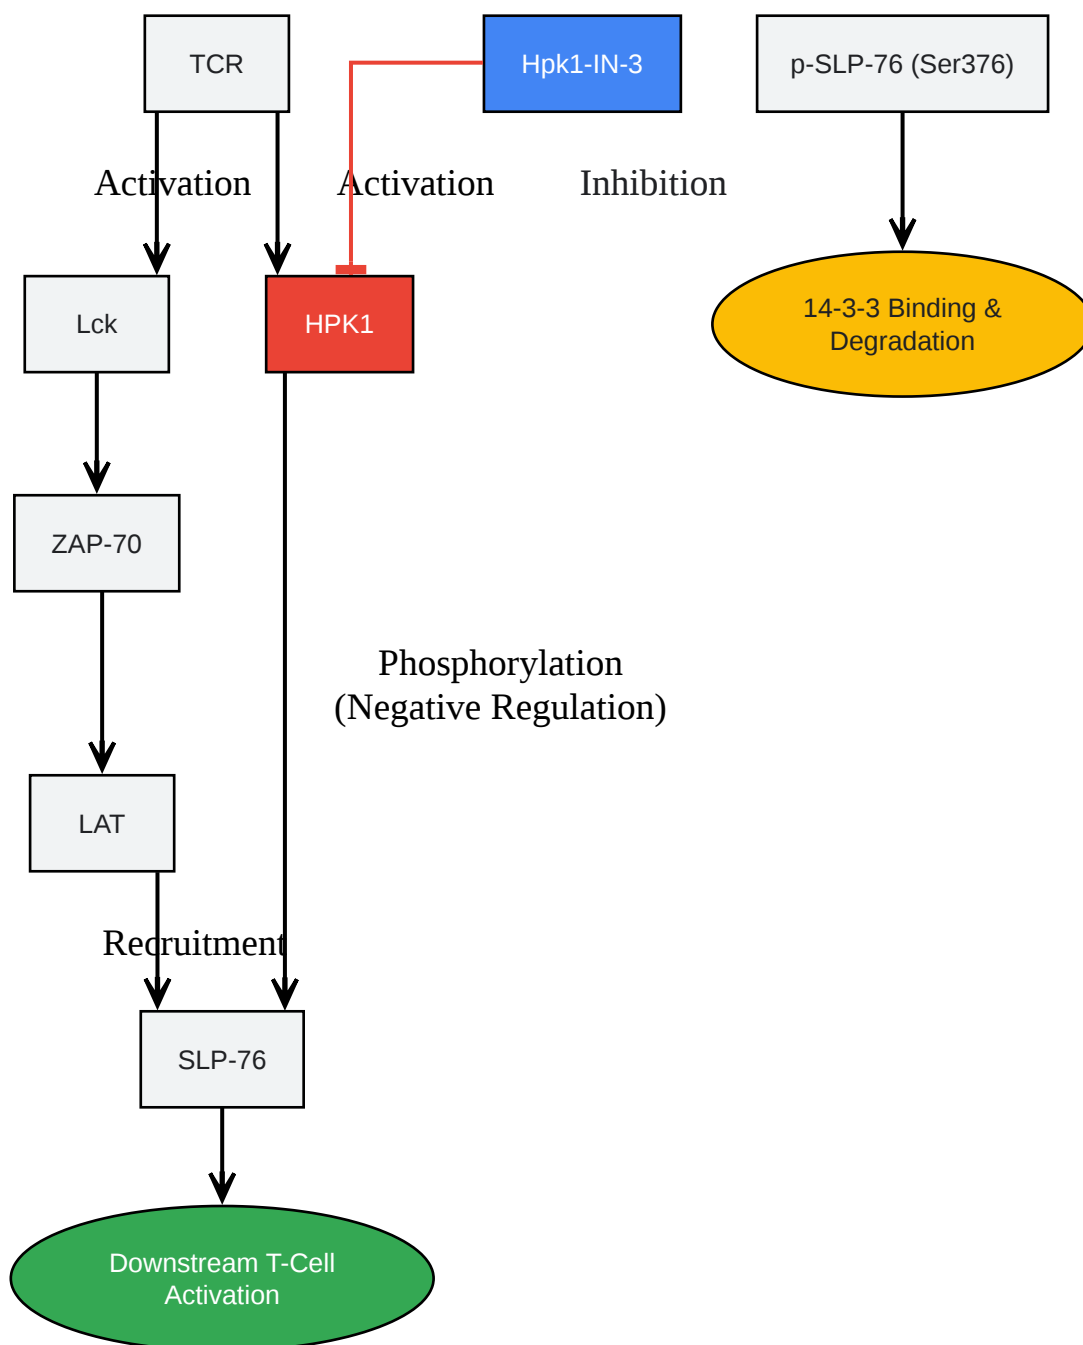 TCR
Hpk1-IN-3
p-SLP-76 (Ser376)
Activation
Activation
Inhibition
Lck
HPK1
14-3-3 Binding &
Degradation
ZAP-70
Phosphorylation
(Negative Regulation)
LAT
Recruitment
SLP-76
Downstream T-Cell
Activation